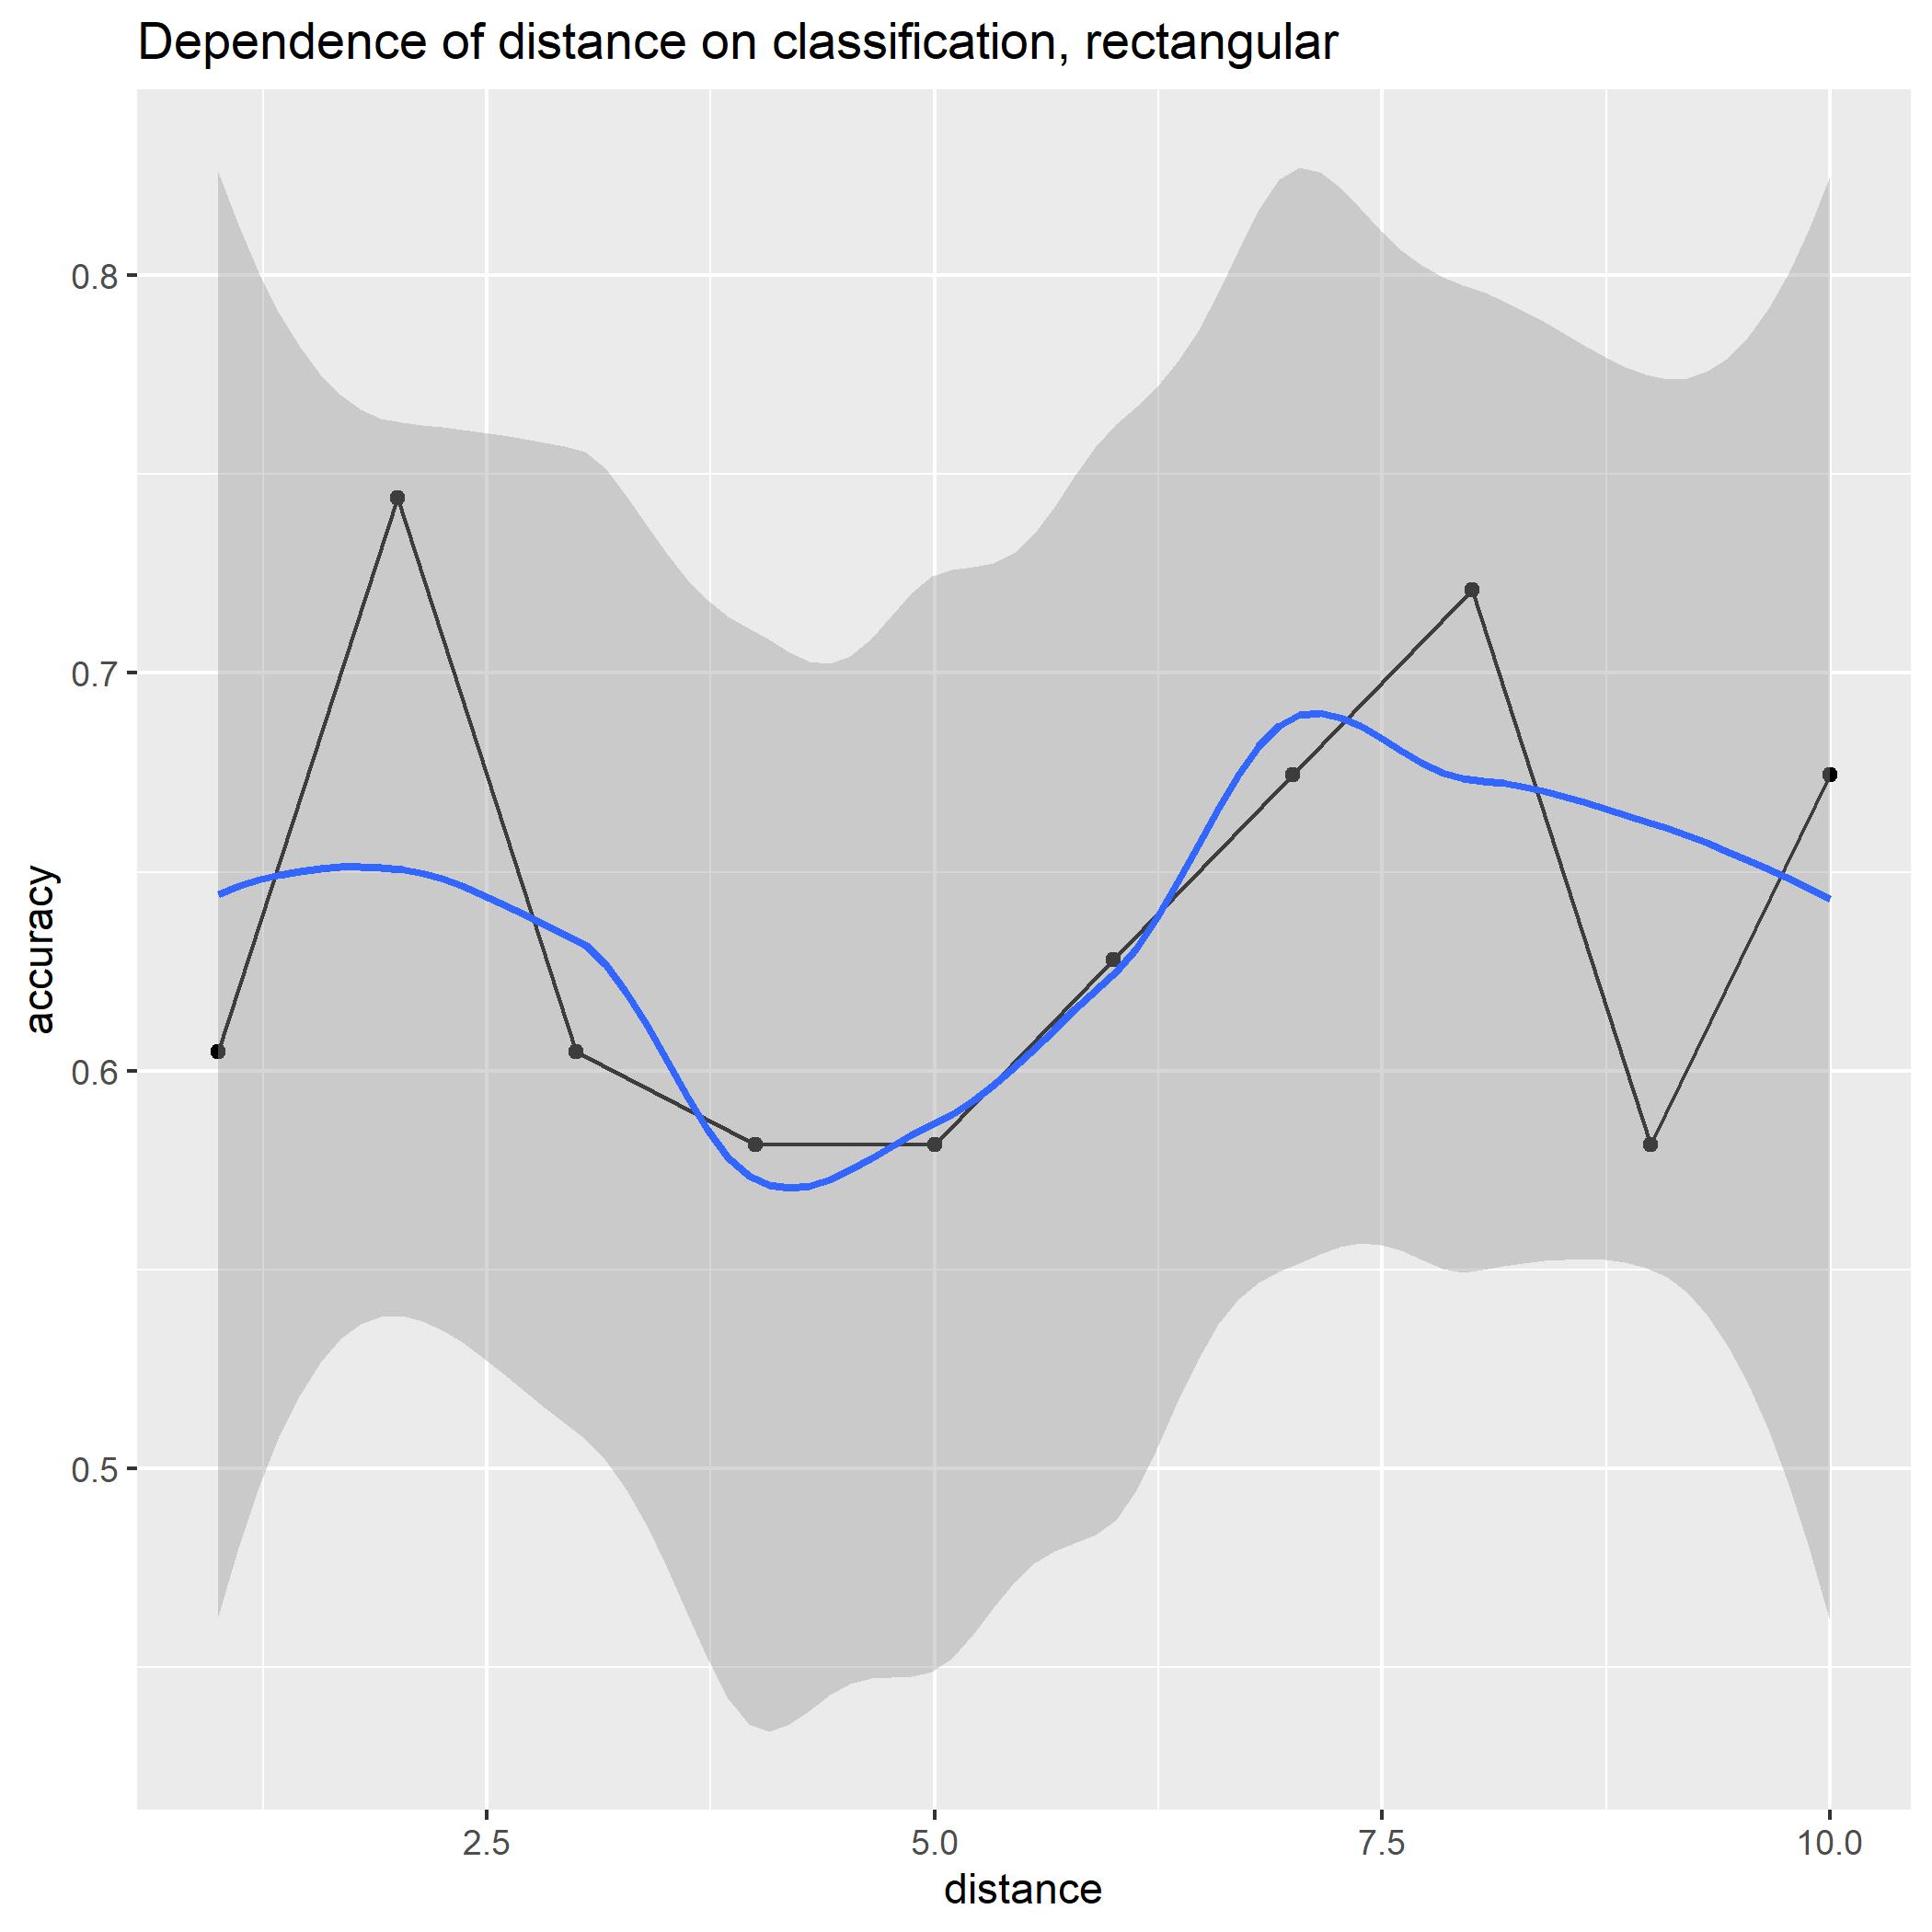 Dependence of distance on classification, rectangular
accuracy
0.8
0.7
0.6
0.5
2.5 5.0 7.5 10.0
distance